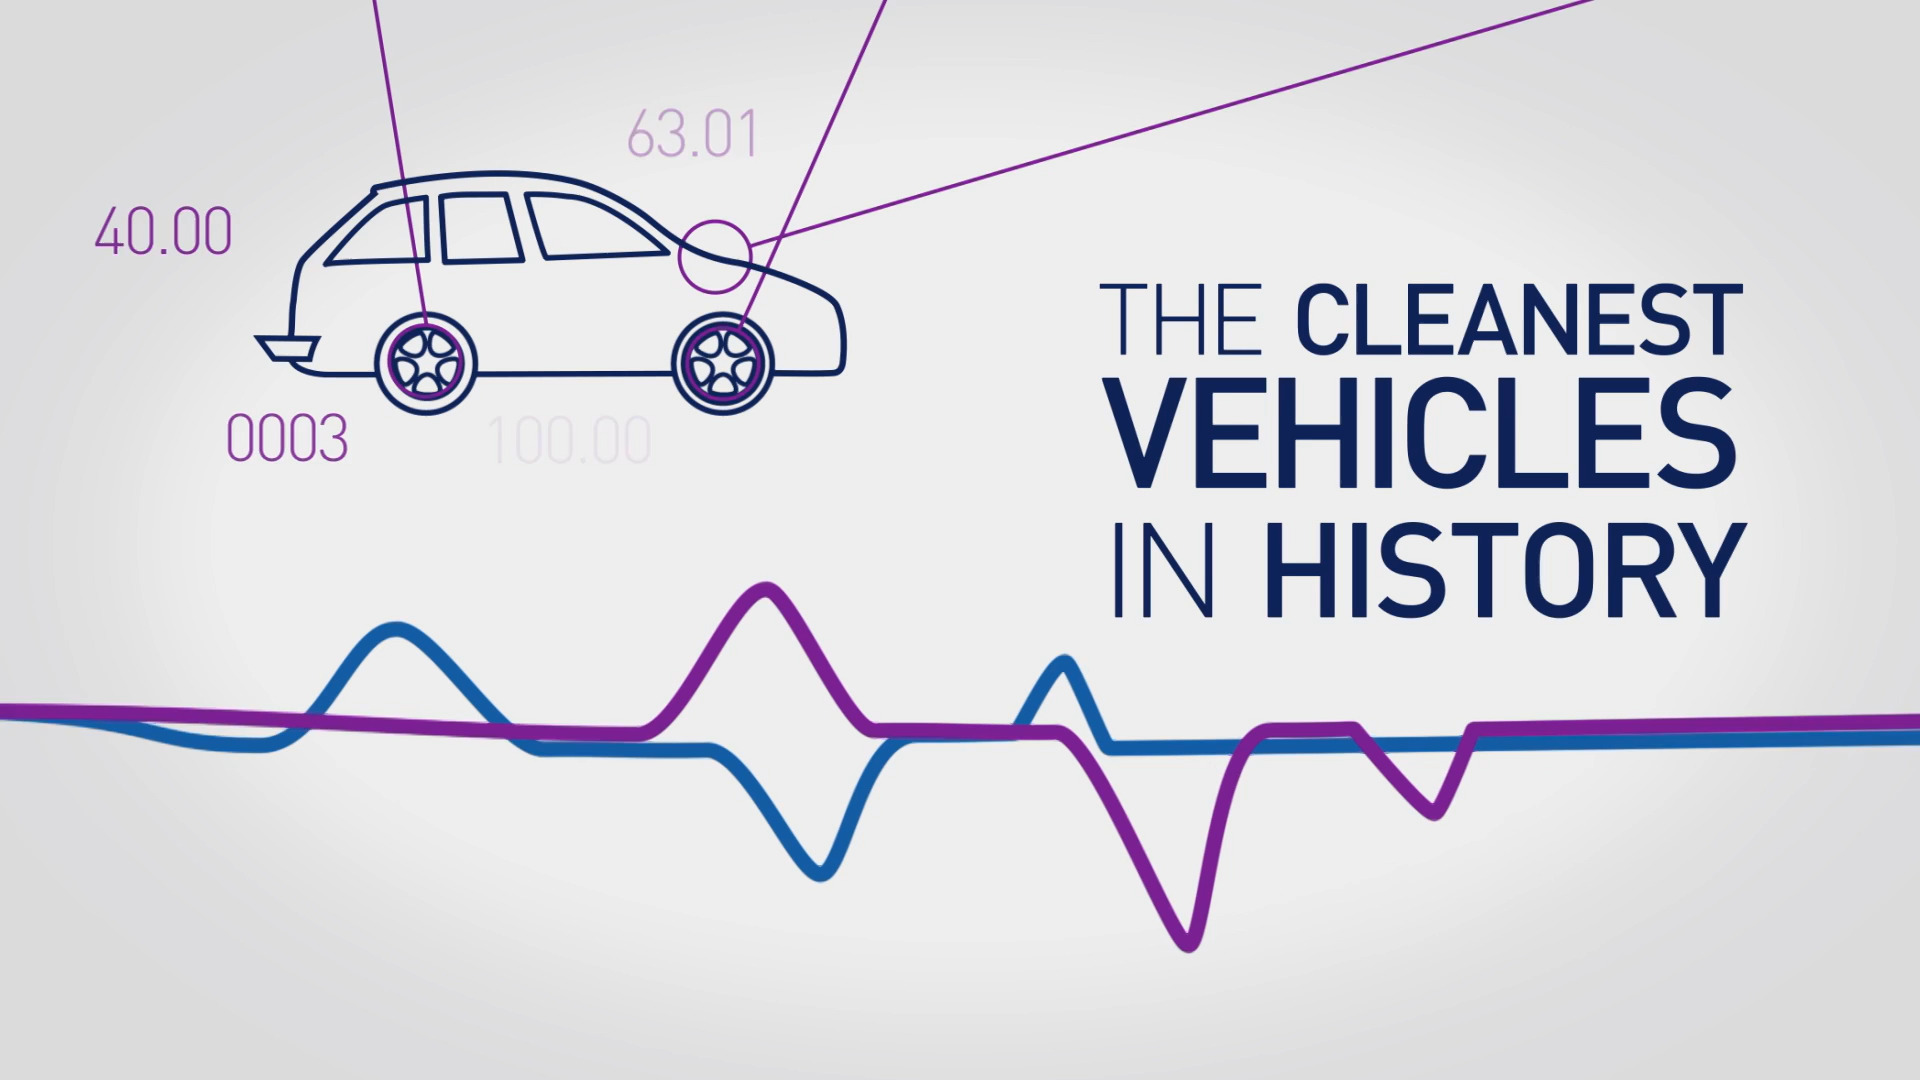 63.01
40.00
0003
100.00
THE CLEANEST
VEHICLES
IN HISTORY